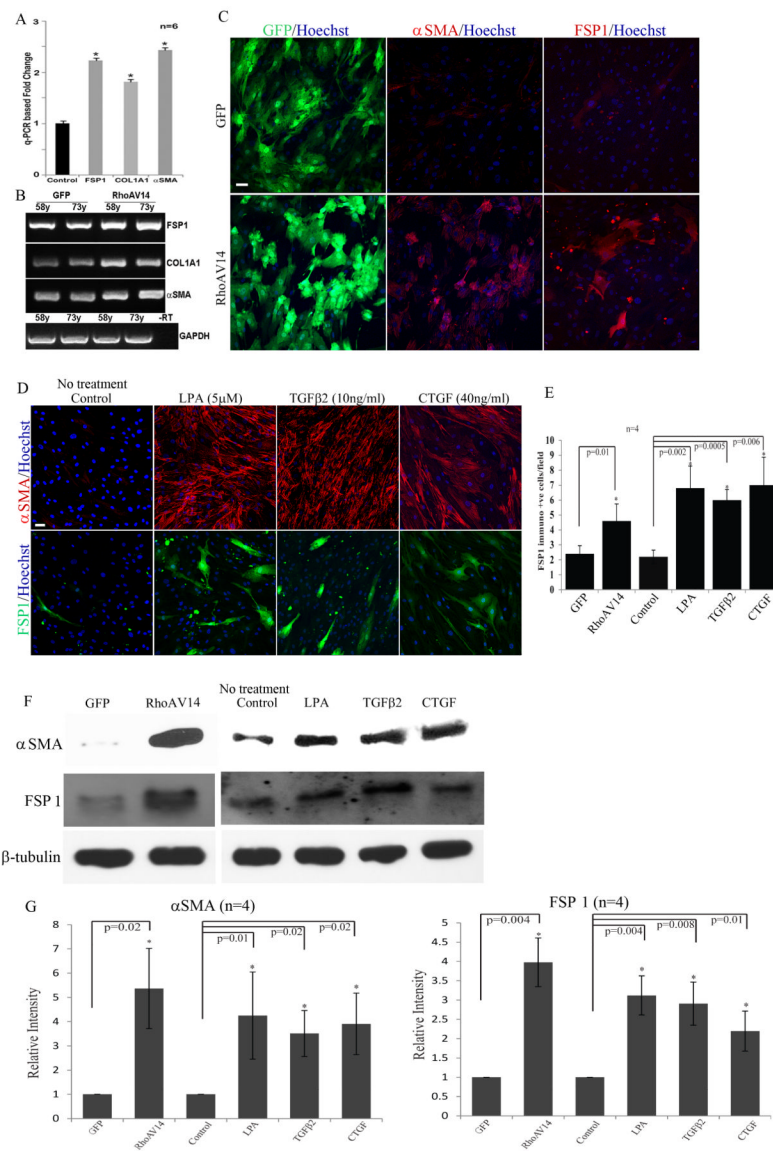 A
n=6
q-PCR based Fold Change
3
2
1
0
*
*
*
Control FSP1 COL1A1 αSMA
B
GFP RhoAV14
58y 73y 58y 73y
FSP1
COL1A1
αSMA
58y 73y 58y 73y -RT
GAPDH
C
GFP/Hoechst αSMA/Hoechst FSP1/Hoechst
GFP
RhoAV14
D
No treatment
Control LPA (5μM) TGFβ2 (10ng/ml) CTGF (40ng/ml)
αSMA/Hoechst
FSP1/Hoechst
E
n=4
p=0.006
p=0.0005
p=0.01 p=0.002
FSP1 immuno +ve cells/field
10
9
8
7
6
5
4
3
2
1
0
*
*
*
*
GFP RhoAV14 Control LPA TGFβ2 CTGF
F
GFP RhoAV14
No treatment
Control LPA TGFβ2 CTGF
αSMA
FSP 1
β-tubulin
G
αSMA (n=4)
p=0.02 p=0.01 p=0.02 p=0.02
Relative Intensity
8
7
6
5
4
3
2
1
0
*
*
*
*
GFP RhoAV14 Control LPA TGFβ2 CTGF
FSP 1 (n=4)
p=0.004 p=0.004 p=0.008 p=0.01
Relative Intensity
5
4.5
4
3.5
3
2.5
2
1.5
1
0.5
0
*
*
*
*
GFP RhoAV14 Control LPA TGFβ2 CTGF